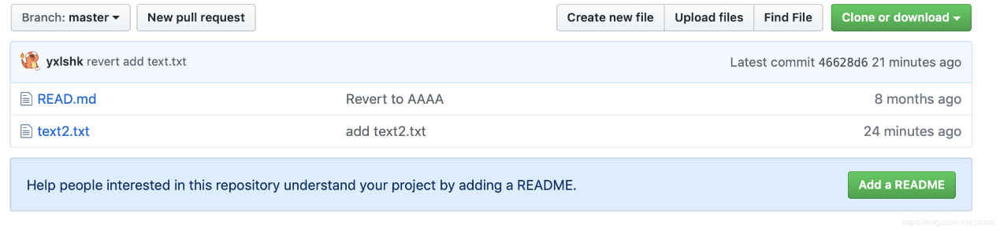 Branch: master New pull request Create new file Upload files Find File Clone or download
yxlshk revert add text.txt Latest commit 46628d6 21 minutes ago
READ.md Revert to AAAA 8 months ago
text2.txt add text2.txt 24 minutes ago
Help people interested in this repository understand your project by adding a README. Add a README
https://blog.csdn.net/yxlshk